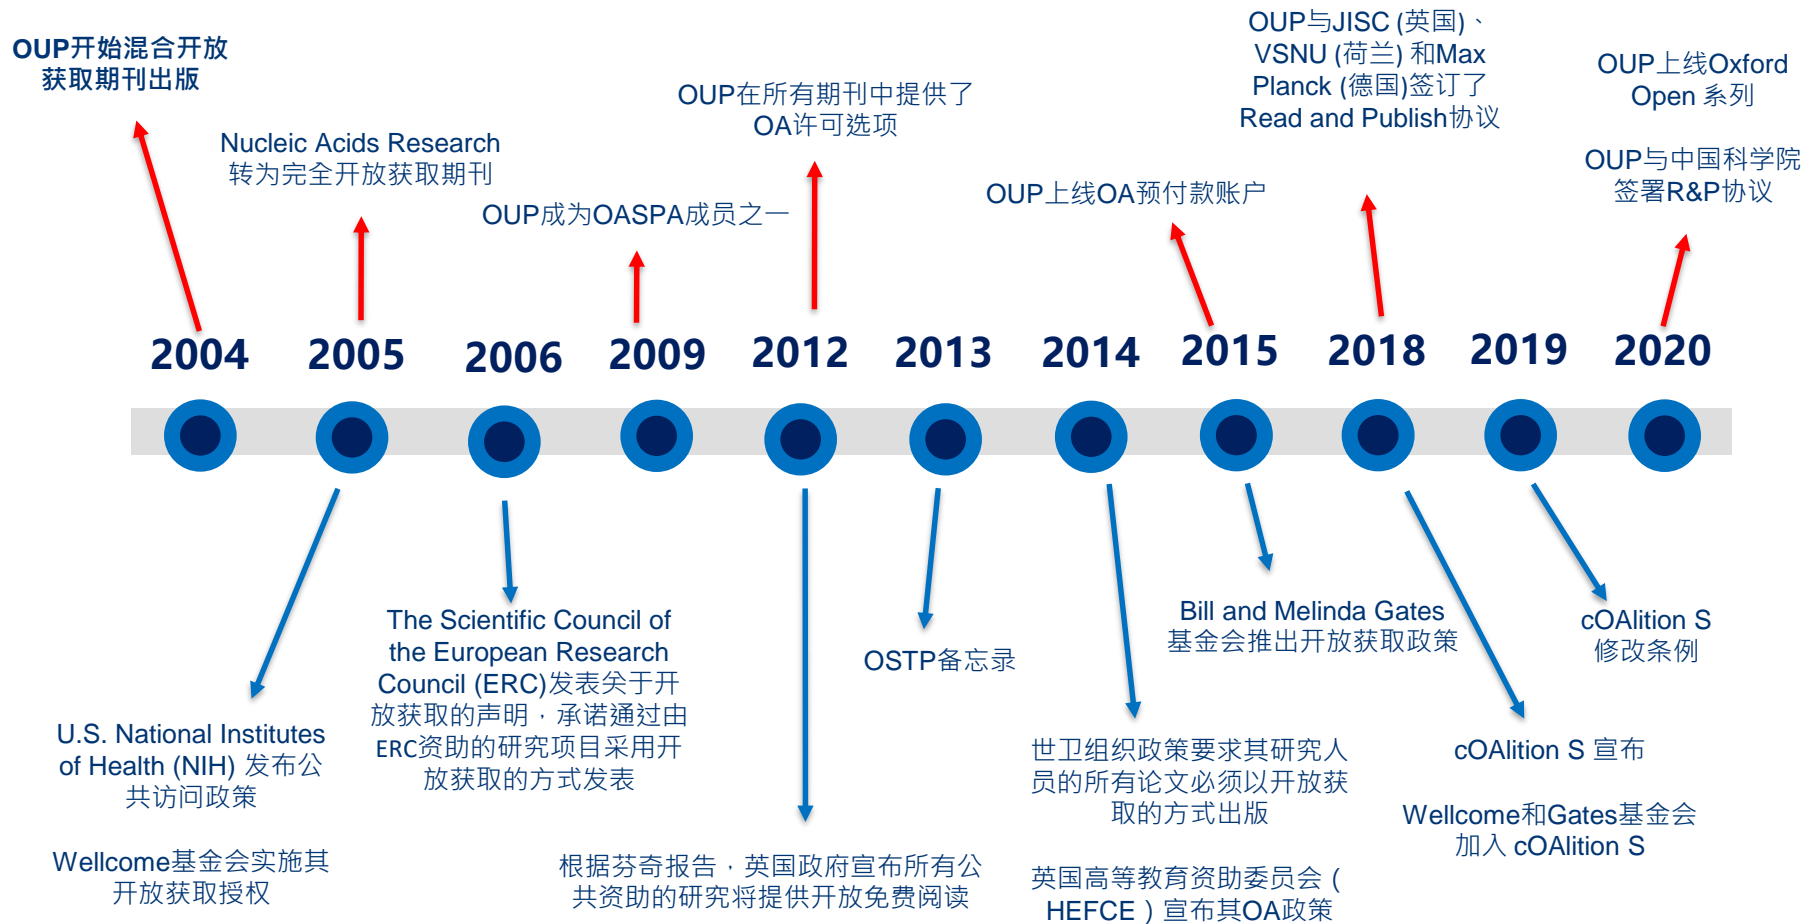 OUP开始混合开放
获取期刊出版
Nucleic Acids Research
转为完全开放获取期刊
OUP成为OASPA成员之一
OUP在所有期刊中提供了
OA许可选项
OUP上线OA预付款账户
OUP与JISC (英国)、
VSNU (荷兰) 和Max
Planck (德国)签订了
Read and Publish协议
OUP上线Oxford
Open 系列
OUP与中国科学院
签署R&P协议
2004
2005
2006
2009
2012
2013
2014
2015
2018
2019
2020
U.S. National Institutes
of Health (NIH) 发布公
共访问政策
Wellcome基金会实施其
开放获取授权
The Scientific Council of
the European Research
Council (ERC)发表关于开
放获取的声明，承诺通过由
ERC资助的研究项目采用开
放获取的方式发表
根据芬奇报告，英国政府宣布所有公
共资助的研究将提供开放免费阅读
OSTP备忘录
世卫组织政策要求其研究人
员的所有论文必须以开放获
取的方式出版
英国高等教育资助委员会（
HEFCE）宣布其OA政策
Bill and Melinda Gates
基金会推出开放获取政策
cOAlition S 宣布
Wellcome和Gates基金会
加入 cOAlition S
cOAlition S
修改条例